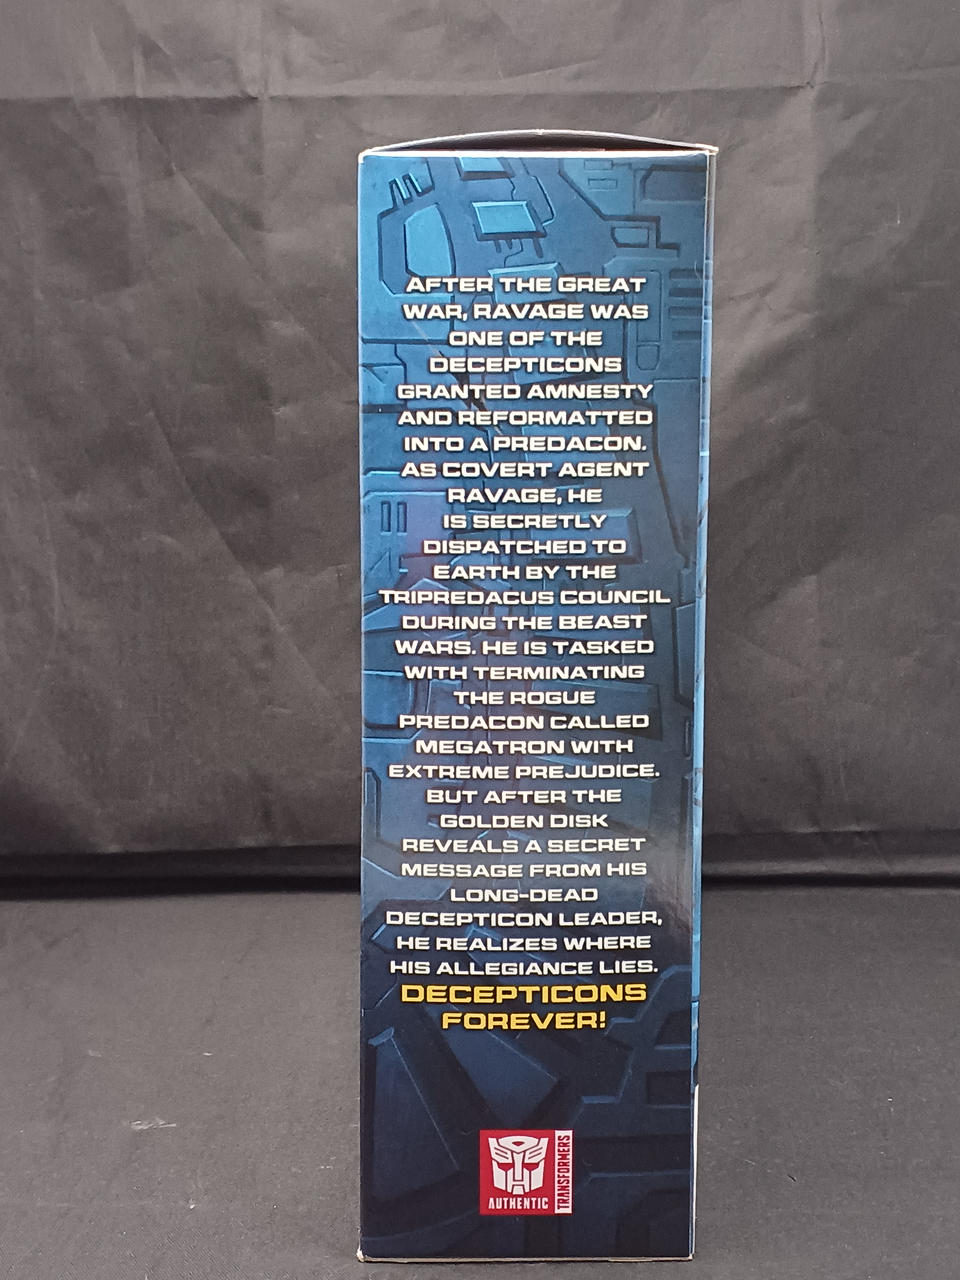 AFTER THE GREAT
WAR, RAVAGE WAS
ONE OF THE
DECEPTICONS
GRANTED AMNESTY
AND REFORMATTED
INTO A PREDACON.
AS COVERT AGENT
RAVAGE, HE
IS SECRETLY
DISPATCHED TO
EARTH BY THE
TRIPREDACUS COUNCIL
DURING THE BEAST
WARS. HE IS TASKED
WITH TERMINATING
THE ROGUE
PREDACON CALLED
MEGATRON WITH
EXTREME PREJUDICE.
BUT AFTER THE
GOLDEN DISK
REVEALS A SECRET
MESSAGE FROM HIS
LONG-DEAD
DECEPTICON LEADER,
HE REALIZES WHERE
HIS ALLEGIANCE LIES.
DECEPTICONS
FOREVER!
AUTHENTIC
TRANSFORMERS